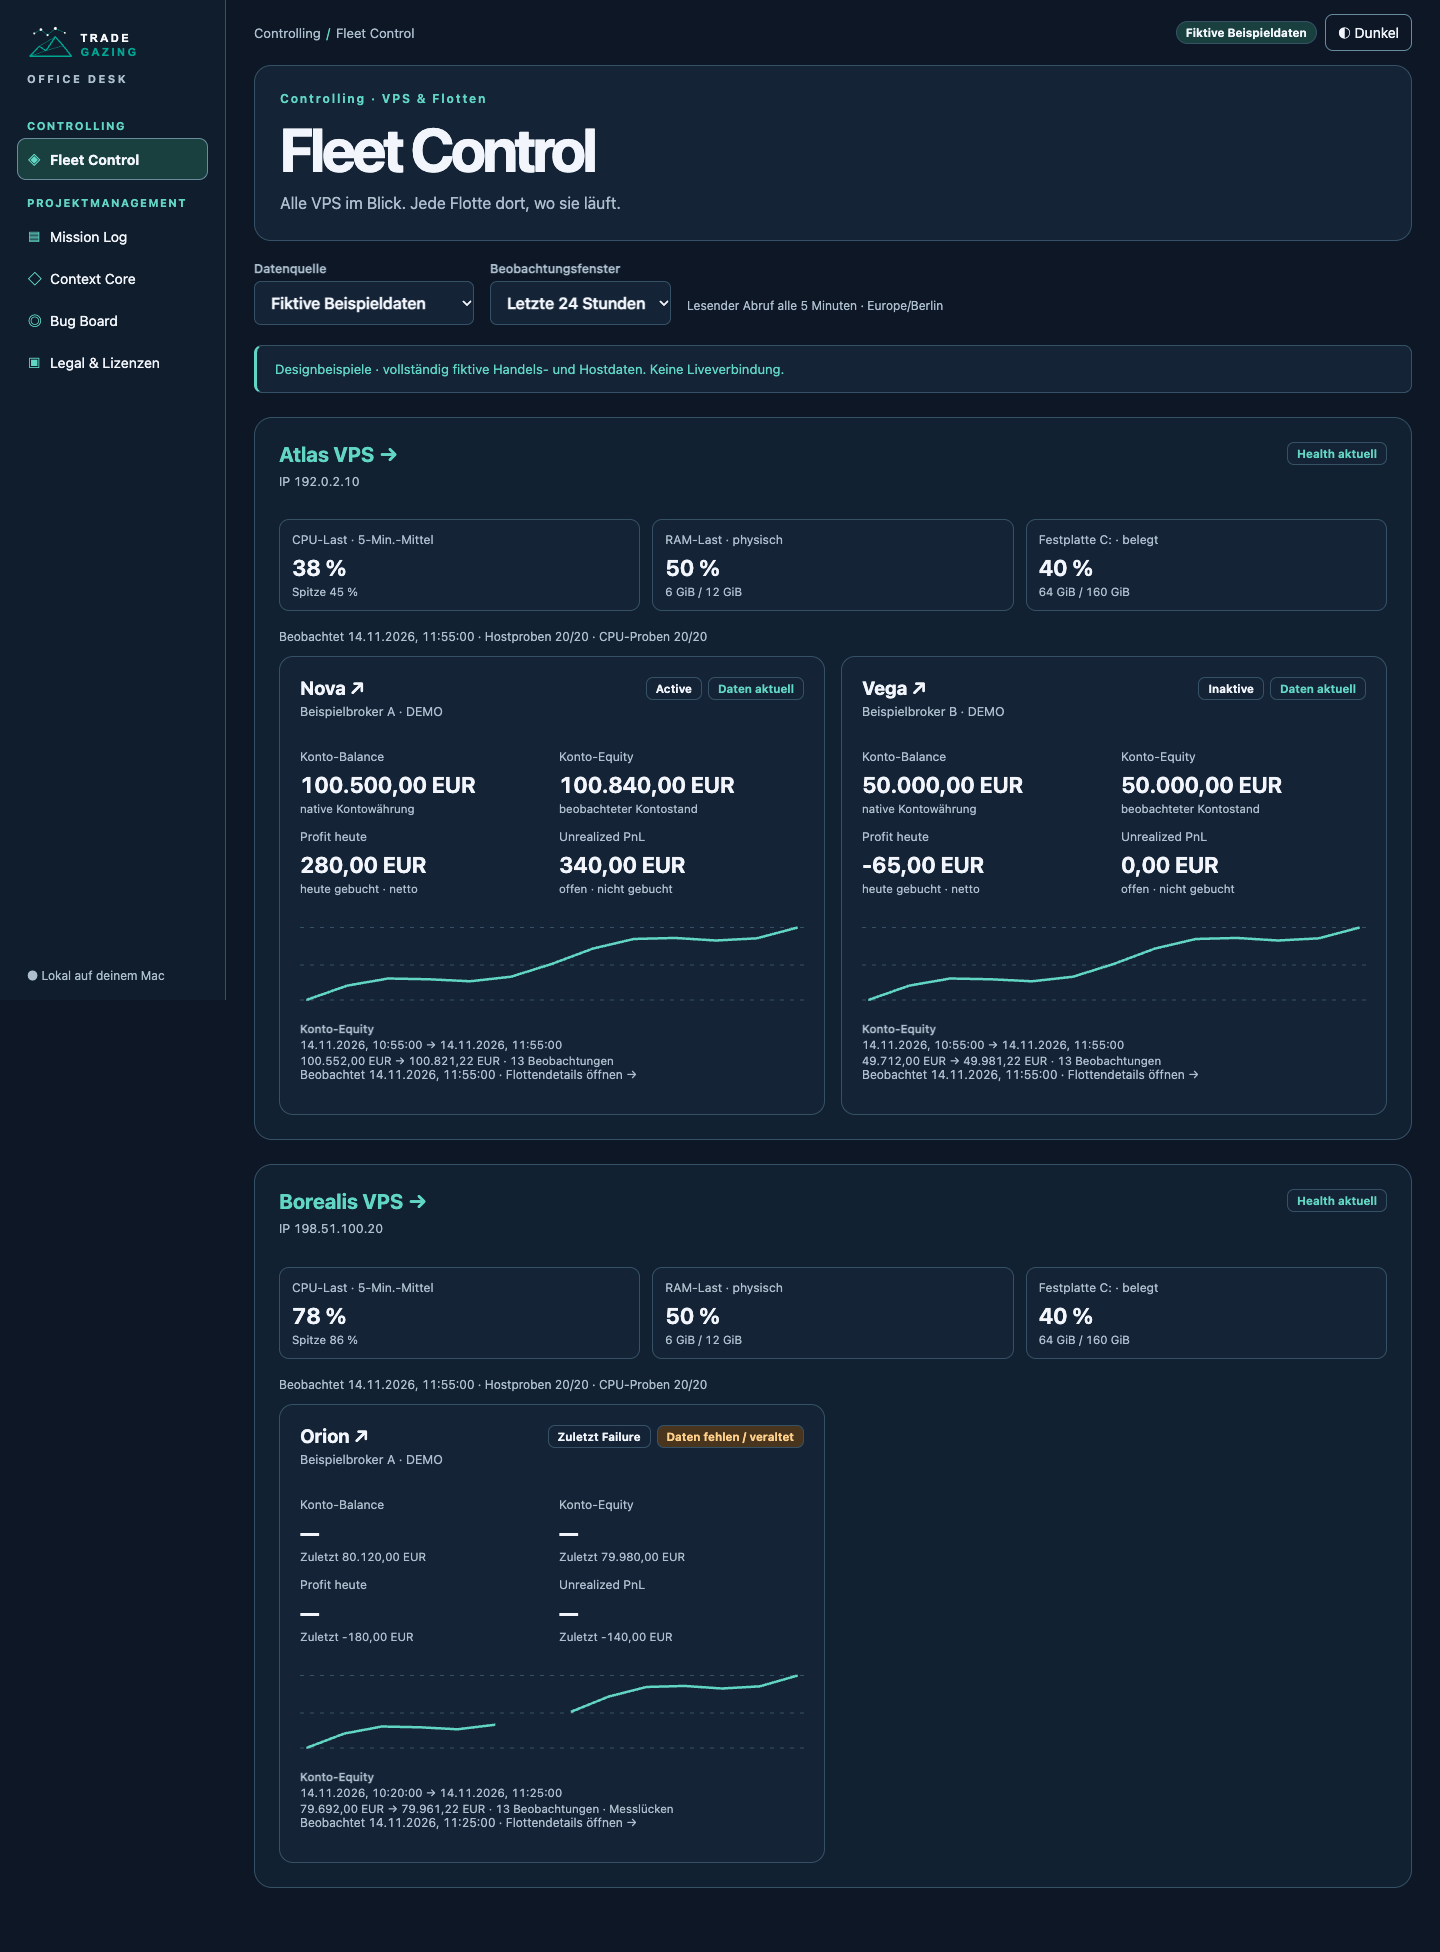 TRADE
GAZING
OFFICE DESK
CONTROLLING
Fleet Control
PROJEKTMANAGEMENT
Mission Log
Context Core
Bug Board
Legal & Lizenzen
Lokal auf deinem Mac
Controlling / Fleet Control
Fiktive Beispieldaten
Dunkel
Controlling · VPS & Flotten
Fleet Control
Alle VPS im Blick. Jede Flotte dort, wo sie läuft.
Datenquelle
Fiktive Beispieldaten
Beobachtungsfenster
Letzte 24 Stunden
Lesender Abruf alle 5 Minuten · Europe/Berlin
Designbeispiele · vollständig fiktive Handels- und Hostdaten. Keine Liveverbindung.
Atlas VPS →
Health aktuell
IP 192.0.2.10
CPU-Last · 5-Min.-Mittel
38 %
Spitze 45 %
RAM-Last · physisch
50 %
6 GiB / 12 GiB
Festplatte C: · belegt
40 %
64 GiB / 160 GiB
Beobachtet 14.11.2026, 11:55:00 · Hostproben 20/20 · CPU-Proben 20/20
Nova ↗
Active
Daten aktuell
Beispielbroker A · DEMO
Konto-Balance
100.500,00 EUR
native Kontowährung
Konto-Equity
100.840,00 EUR
beobachteter Kontostand
Profit heute
280,00 EUR
heute gebucht · netto
Unrealized PnL
340,00 EUR
offen · nicht gebucht
Konto-Equity
14.11.2026, 10:55:00 → 14.11.2026, 11:55:00
100.552,00 EUR → 100.821,22 EUR · 13 Beobachtungen
Beobachtet 14.11.2026, 11:55:00 · Flottendetails öffnen →
Vega ↗
Inaktive
Daten aktuell
Beispielbroker B · DEMO
Konto-Balance
50.000,00 EUR
native Kontowährung
Konto-Equity
50.000,00 EUR
beobachteter Kontostand
Profit heute
-65,00 EUR
heute gebucht · netto
Unrealized PnL
0,00 EUR
offen · nicht gebucht
Konto-Equity
14.11.2026, 10:55:00 → 14.11.2026, 11:55:00
49.712,00 EUR → 49.981,22 EUR · 13 Beobachtungen
Beobachtet 14.11.2026, 11:55:00 · Flottendetails öffnen →
Borealis VPS →
Health aktuell
IP 198.51.100.20
CPU-Last · 5-Min.-Mittel
78 %
Spitze 86 %
RAM-Last · physisch
50 %
6 GiB / 12 GiB
Festplatte C: · belegt
40 %
64 GiB / 160 GiB
Beobachtet 14.11.2026, 11:55:00 · Hostproben 20/20 · CPU-Proben 20/20
Orion ↗
Zuletzt Failure
Daten fehlen / veraltet
Beispielbroker A · DEMO
Konto-Balance
—
Zuletzt 80.120,00 EUR
Konto-Equity
—
Zuletzt 79.980,00 EUR
Profit heute
—
Zuletzt -180,00 EUR
Unrealized PnL
—
Zuletzt -140,00 EUR
Konto-Equity
14.11.2026, 10:20:00 → 14.11.2026, 11:25:00
79.692,00 EUR → 79.961,22 EUR · 13 Beobachtungen · Messlücken
Beobachtet 14.11.2026, 11:25:00 · Flottendetails öffnen →